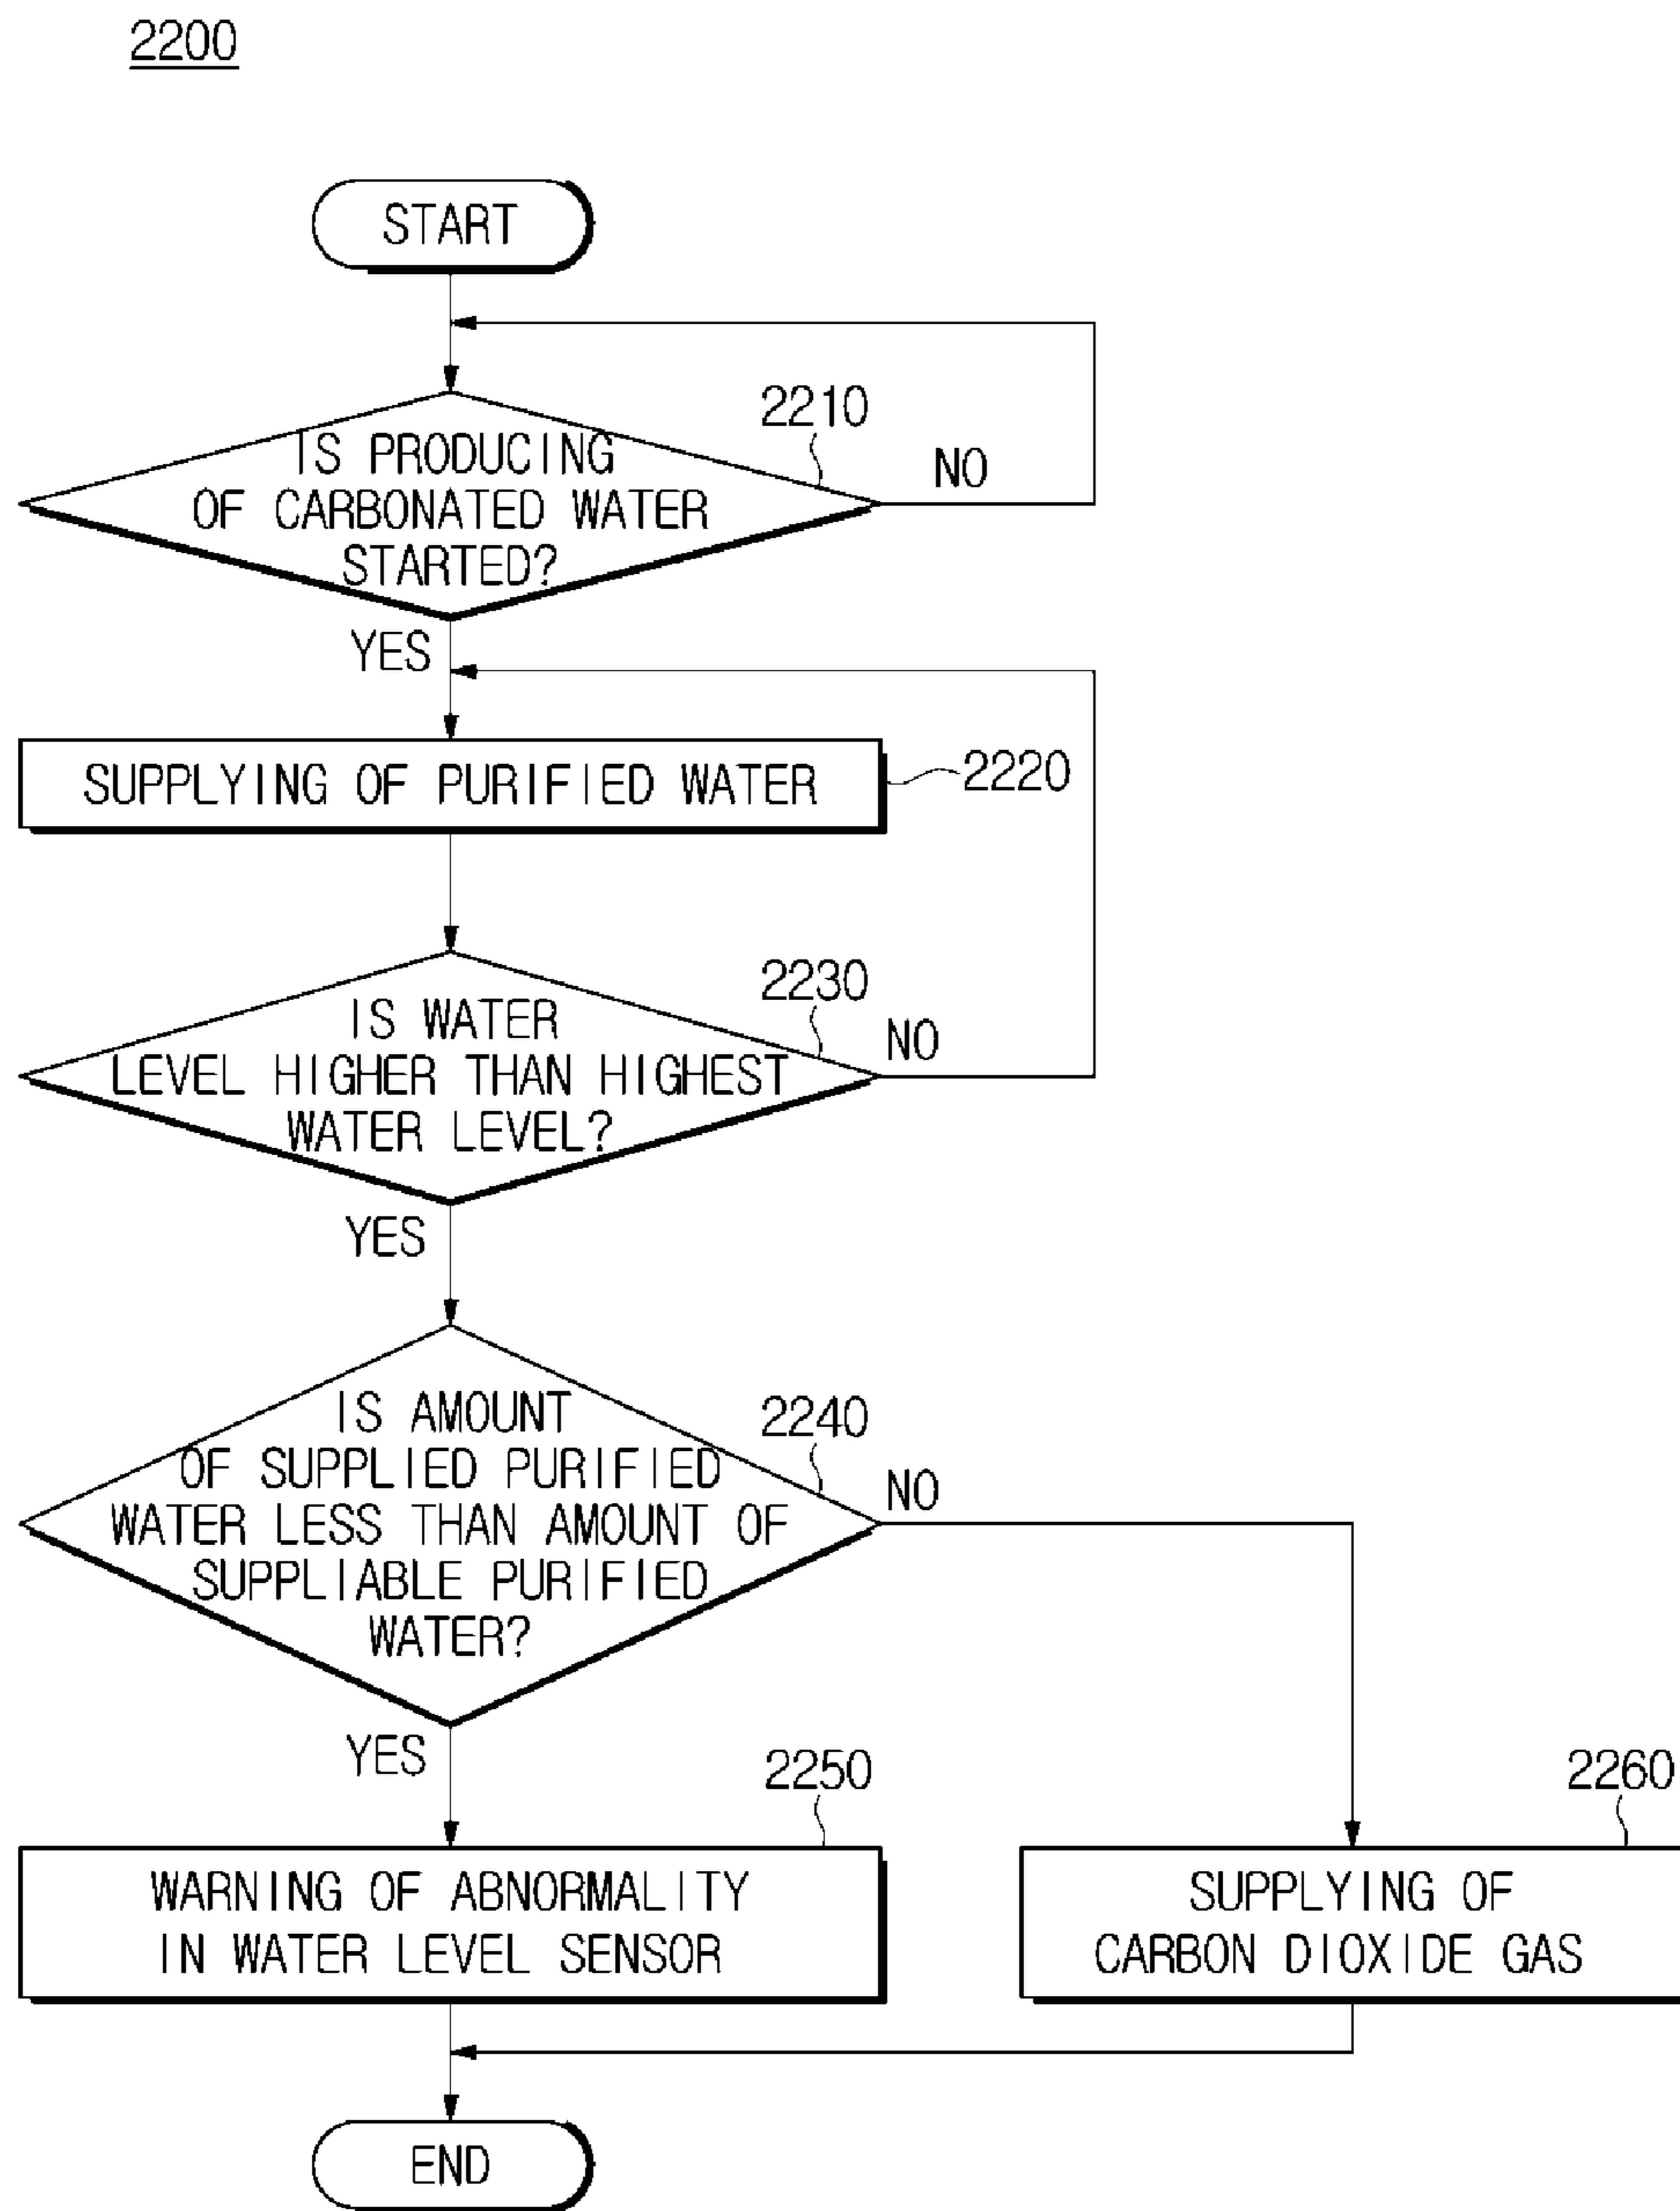 2200
START
2210
IS PRODUCING
OF CARBONATED WATER
STARTED?
NO
YES
SUPPLYING OF PURIFIED WATER
2220
2230
IS WATER
LEVEL HIGHER THAN HIGHEST
WATER LEVEL?
NO
YES
2240
IS AMOUNT
OF SUPPLIED PURIFIED
WATER LESS THAN AMOUNT OF
SUPPLIABLE PURIFIED
WATER?
NO
YES
2250
2260
WARNING OF ABNORMALITY
IN WATER LEVEL SENSOR
SUPPLYING OF
CARBON DIOXIDE GAS
END